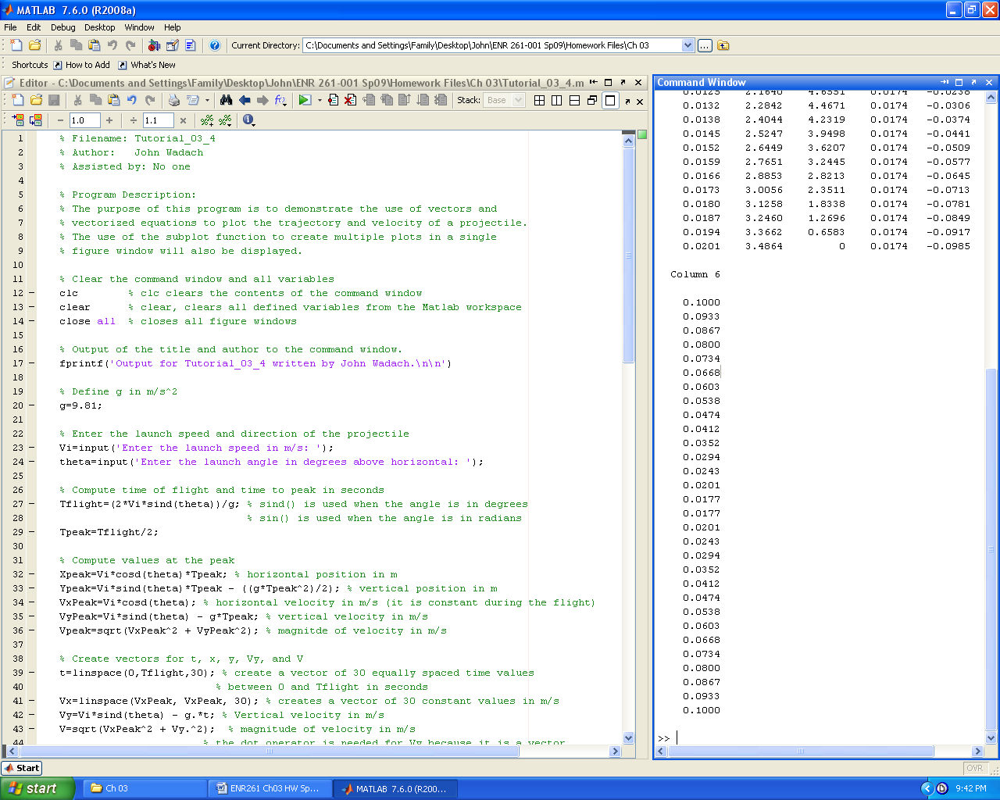 MATLAB 7.6.0 (R2008a)
File Edit Debug Desktop Window Help
Current Directory: C:\Documents and Settings\Family\Desktop\John\ENR 261-001 Sp09\Homework Files\Ch 03
Shortcuts How to Add What's New
Editor - C:\Documents and Settings\Family\Desktop\John\ENR 261-001 Sp09\Homework Files\Ch 03\Tutorial_03_4.m
Stack: Base
1.0 1.1
1 % Filename: Tutorial_03_4
2 % Author: John Wadach
3 % Assisted by: No one
4
5 % Program Description:
6 % The purpose of this program is to demonstrate the use of vectors and
7 % vectorized equations to plot the trajectory and velocity of a projectile.
8 % The use of the subplot function to create multiple plots in a single
9 % figure window will also be displayed.
10
11 % Clear the command window and all variables
12 clc % clc clears the contents of the command window
13 clear % clear, clears all defined variables from the Matlab workspace
14 close all % closes all figure windows
15
16 % Output of the title and author to the command window.
17 fprintf('Output for Tutorial_03_4 written by John Wadach.\n\n')
18
19 % Define g in m/s^2
20 g=9.81;
21
22 % Enter the launch speed and direction of the projectile
23 Vi=input('Enter the launch speed in m/s: ');
24 theta=input('Enter the launch angle in degrees above horizontal: ');
25
26 % Compute time of flight and time to peak in seconds
27 Tflight=(2*Vi*sind(theta))/g; % sind() is used when the angle is in degrees
28 % sin() is used when the angle is in radians
29 Tpeak=Tflight/2;
30
31 % Compute values at the peak
32 Xpeak=Vi*cosd(theta)*Tpeak; % horizontal position in m
33 Ypeak=Vi*sind(theta)*Tpeak - ((g*Tpeak^2)/2); % vertical position in m
34 VxPeak=Vi*cosd(theta); % horizontal velocity in m/s (it is constant during the flight)
35 VyPeak=Vi*sind(theta) - g*Tpeak; % vertical velocity in m/s
36 Vpeak=sqrt(VxPeak^2 + VyPeak^2); % magnitde of velocity in m/s
37
38 % Create vectors for t, x, y, Vy, and V
39 t=linspace(0,Tflight,30); % create a vector of 30 equally spaced time values
40 % between 0 and Tflight in seconds
41 Vx=linspace(VxPeak, VxPeak, 30); % creates a vector of 30 constant values in m/s
42 Vy=Vi*sind(theta) - g.*t; % Vertical velocity in m/s
43 V=sqrt(VxPeak^2 + Vy.^2); % magnitude of velocity in m/s
44 % the dot operator is needed for Vy because it is a vector
Command Window
0.0125 2.1640 4.6551 0.0174 -0.0238
0.0132 2.2842 4.4671 0.0174 -0.0306
0.0138 2.4044 4.2319 0.0174 -0.0374
0.0145 2.5247 3.9498 0.0174 -0.0441
0.0152 2.6449 3.6207 0.0174 -0.0509
0.0159 2.7651 3.2445 0.0174 -0.0577
0.0166 2.8853 2.8213 0.0174 -0.0645
0.0173 3.0056 2.3511 0.0174 -0.0713
0.0180 3.1258 1.8338 0.0174 -0.0781
0.0187 3.2460 1.2696 0.0174 -0.0849
0.0194 3.3662 0.6583 0.0174 -0.0917
0.0201 3.4864 0 0.0174 -0.0985
Column 6
0.1000
0.0933
0.0867
0.0800
0.0734
0.0668
0.0603
0.0538
0.0474
0.0412
0.0352
0.0294
0.0243
0.0201
0.0177
0.0177
0.0201
0.0243
0.0294
0.0352
0.0412
0.0474
0.0538
0.0603
0.0668
0.0734
0.0800
0.0867
0.0933
0.1000
>>
Start
OVR
start Ch 03 ENR261 Ch03 HW Sp... MATLAB 7.6.0 (R200... 9:42 PM